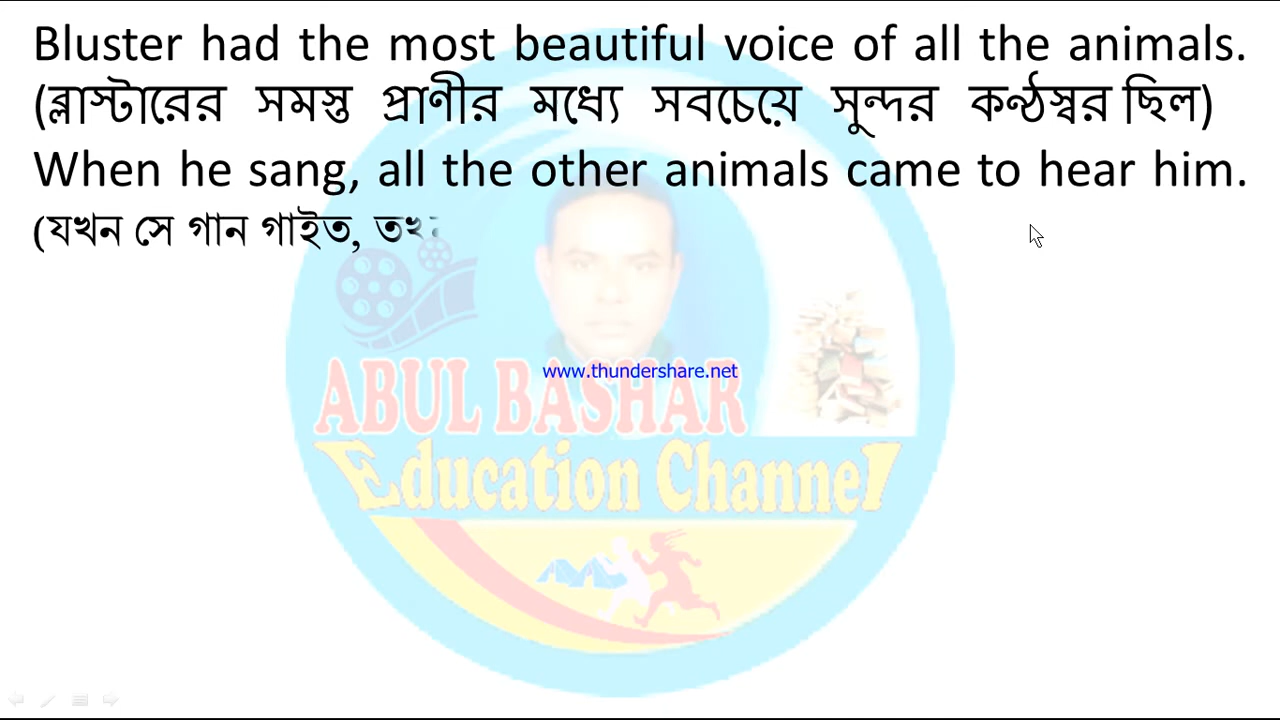 Bluster had the most beautiful voice of all the animals.
(ব্লাস্টারের সমস্ত প্রাণীর মধ্যে সবচেয়ে সুন্দর কন্ঠস্বর ছিল)
When he sang, all the other animals came to hear him.
(যখন সে গান গাইত,
www.thundershare.net
ABUL BASHAR
Education Channel